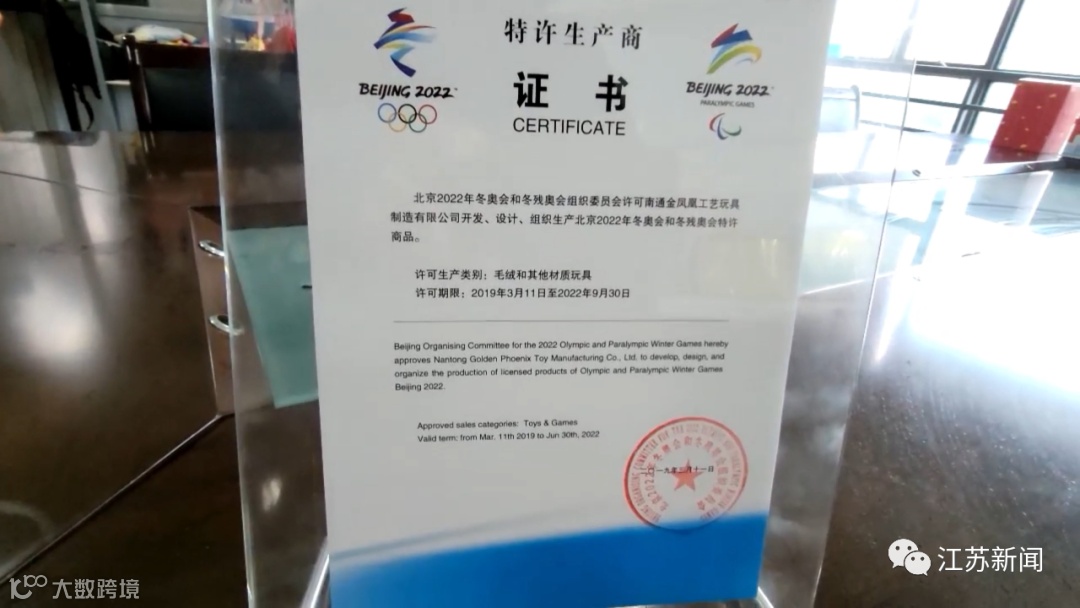 特许生产商
BEIJING 2022
证 书
BEIJING 2022
PARALYMPIC GAMES
CERTIFICATE
北京2022年冬奥会和冬残奥会组织委员会许可南通金凤凰工艺玩具
制造有限公司开发、设计、组织生产北京2022年冬奥会和冬残奥会特许
商品。
许可生产类别：毛绒和其他材质玩具
许可期限：2019年3月11日至2022年9月30日
Beijing Organising Committee for the 2022 Olympic and Paralympic Winter Games hereby
approves Nantong Golden Phoenix Toy Manufacturing Co., Ltd. to develop, design, and
organize the production of licensed products of Olympic and Paralympic Winter Games
Beijing 2022.
Approved sales categories: Toys & Games
Valid term: from Mar. 11th 2019 to Jun 30th, 2022
江苏新闻
大数跨境